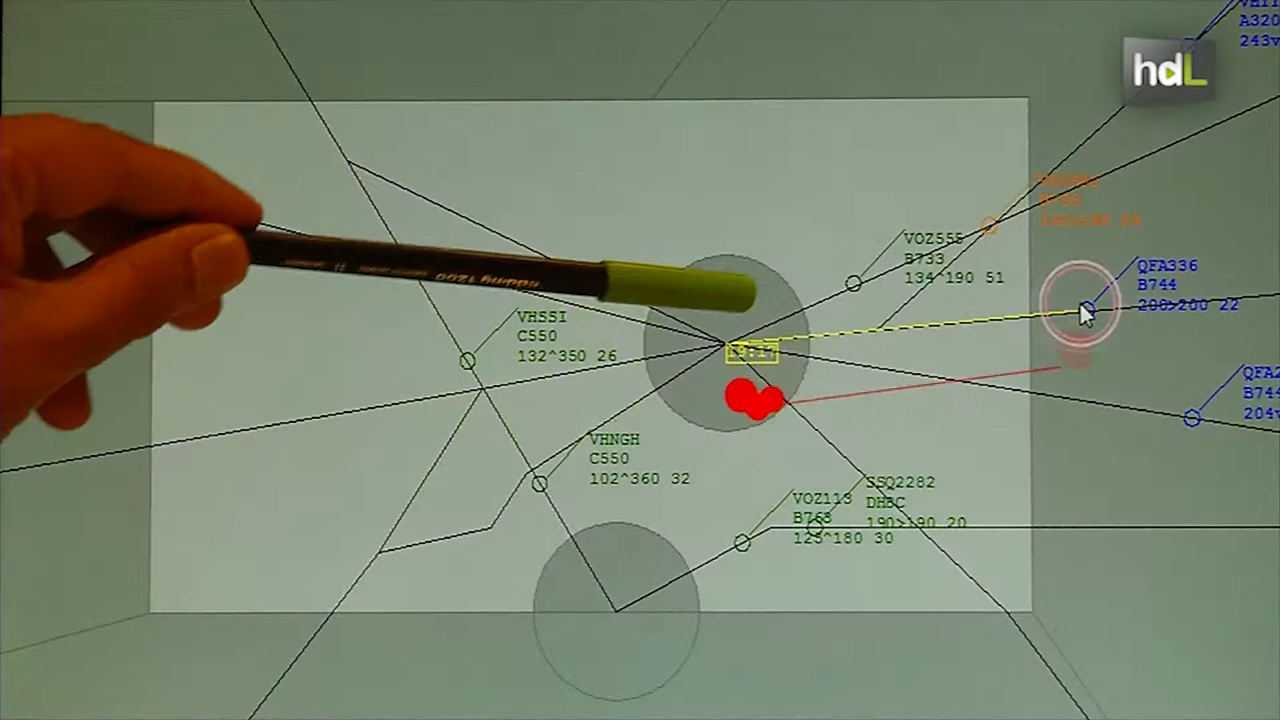 A320
hdL
VOZ555
B733
134^190 51
QFA336
B744
200>200 22
VHSSI
C550
132^350 26
VHNGH
C550
102^360 32
SSQ2282
DH8C
190>190 20
VOZ113
B763
125^180 30